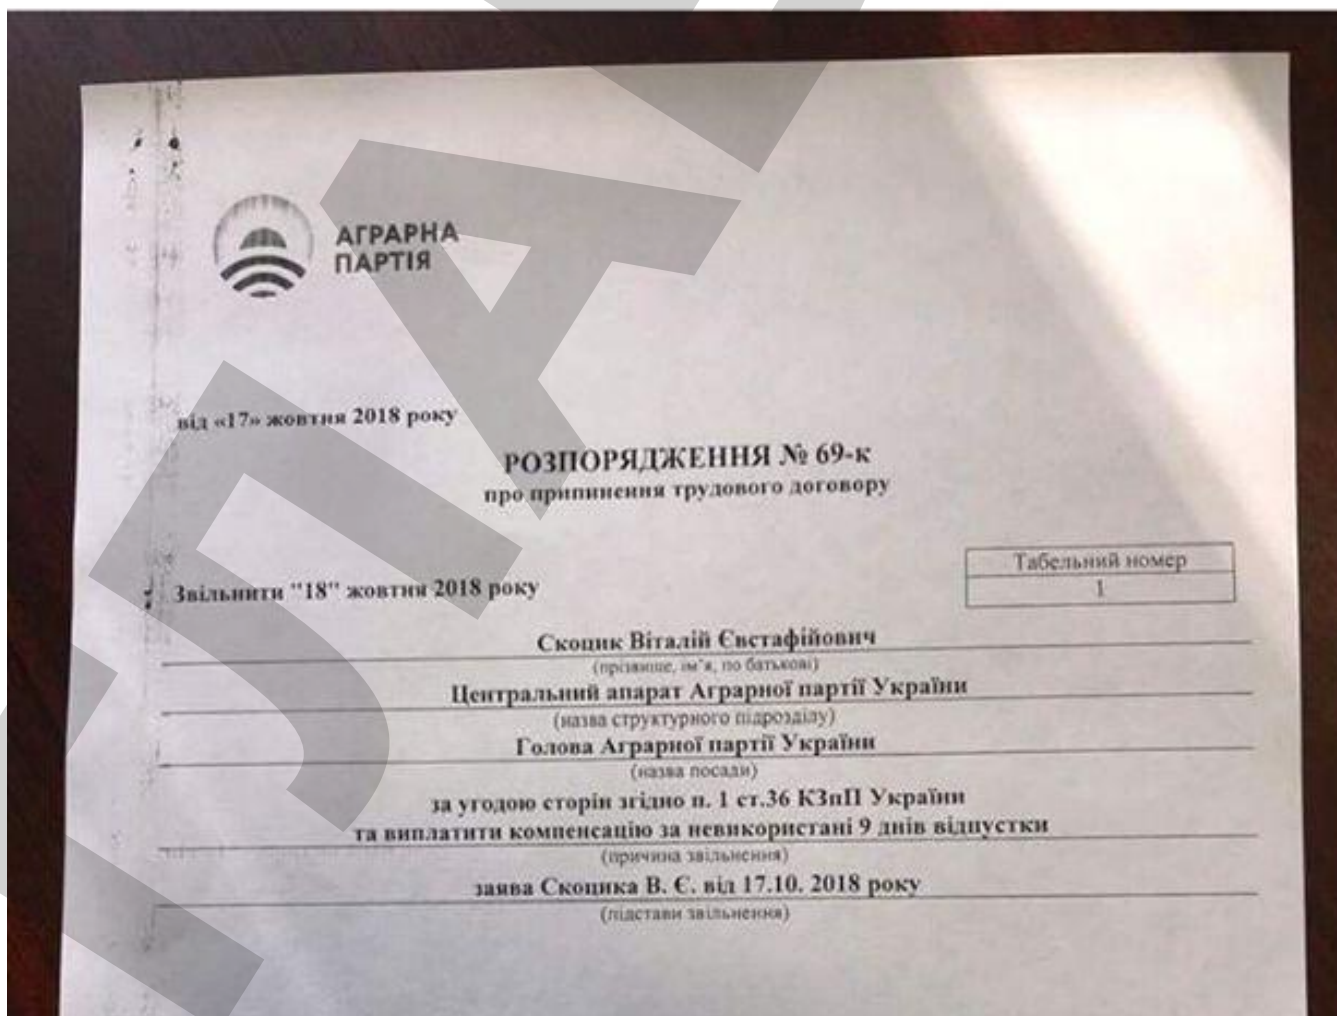 АГРАРНА
ПАРТІЯ
від «17» жовтня 2018 року
РОЗПОРЯДЖЕННЯ № 69-к
про припинення трудового договору
Табельний номер
1
Звільнити "18" жовтня 2018 року
Скоцик Віталій Євстафійович
(прізвище, ім'я, по батькові)
Центральний апарат Аграрної партії України
(назва структурного підрозділу)
Голова Аграрної партії України
(назва посади)
за угодою сторін згідно п. 1 ст.36 КЗпП України
та виплатити компенсацію за невикористані 9 днів відпустки
(причина звільнення)
заява Скоцика В. Є. від 17.10. 2018 року
(підстави звільнення)